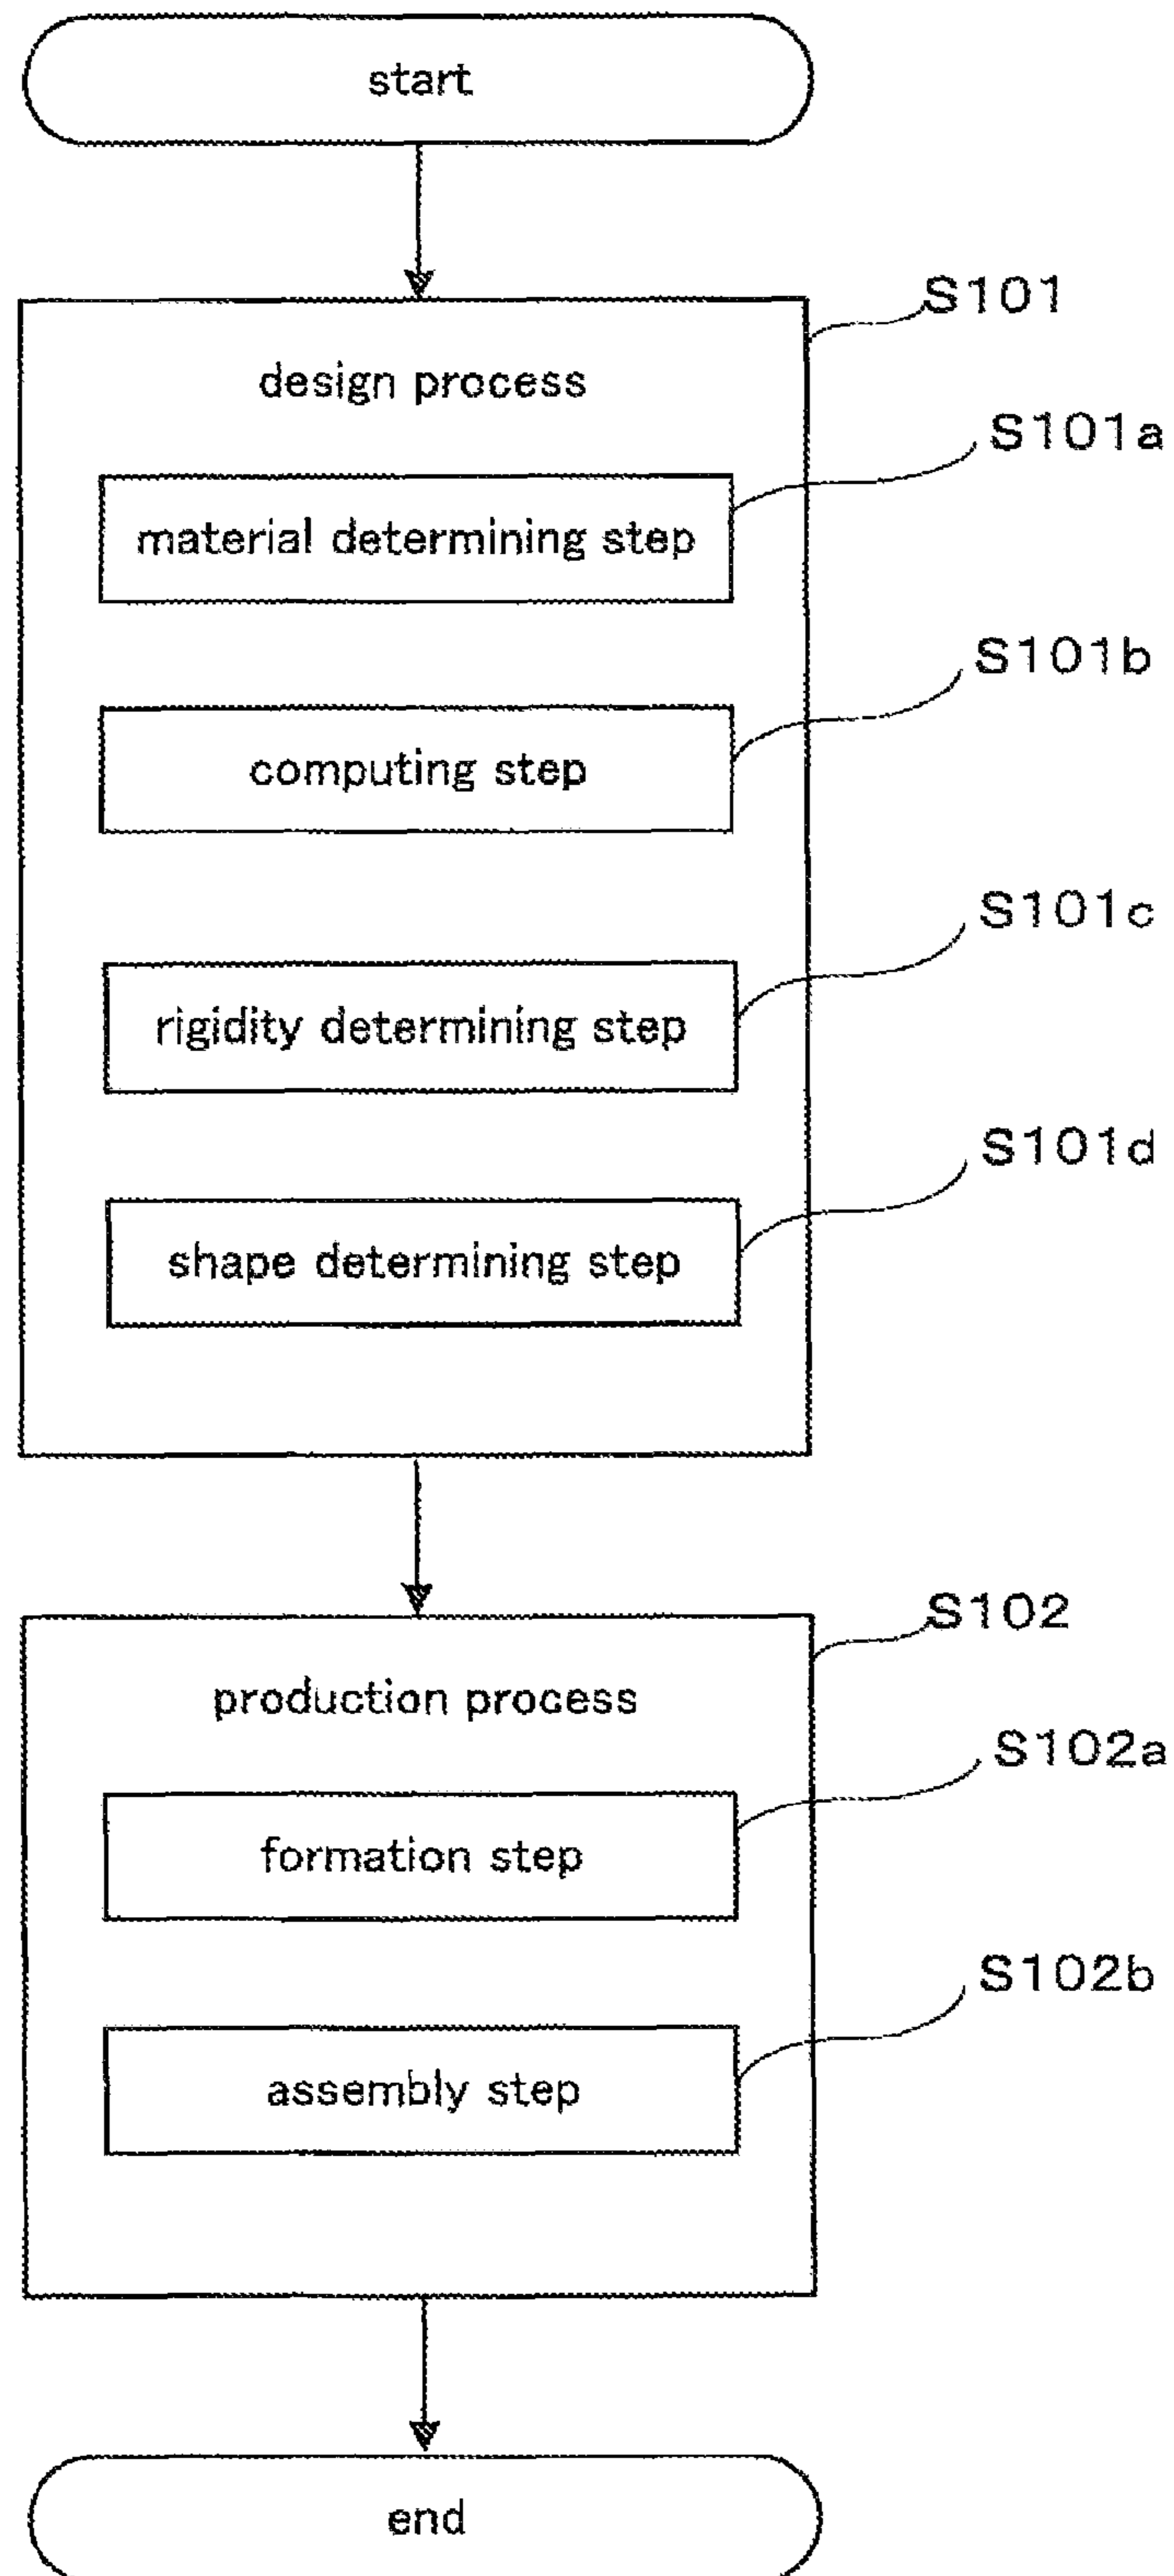 start
S101
design process
S101a
material determining step
S101b
computing step
S101c
rigidity determining step
S101d
shape determining step
S102
production process
S102a
formation step
S102b
assembly step
end